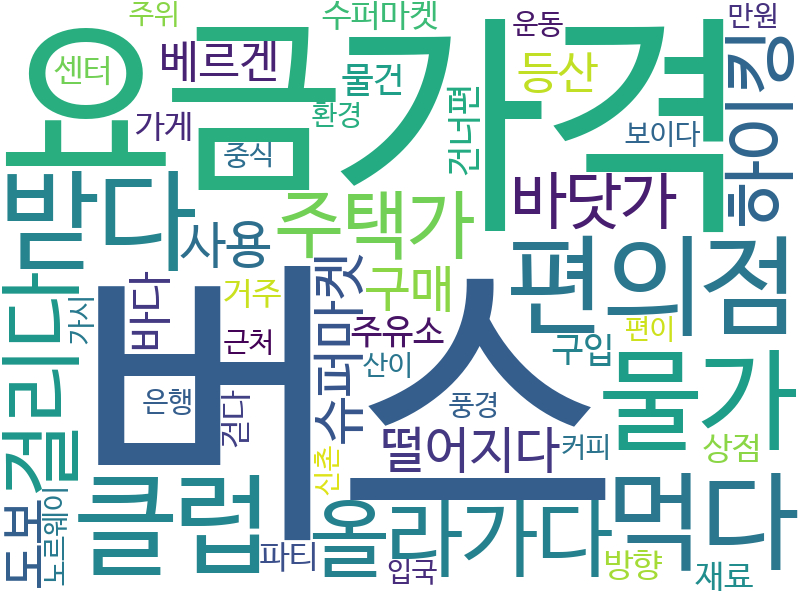 주위
수퍼마켓
운동
만원
요금
가격
센터
베르겐
물건
등산
하이킹
가게
환경
건너편
보이다
중식
받다
사용
주택가
바닷가
편의점
걸리다
가시
바다
거주
슈퍼마켓
구매
근처
주유소
구입
편이
버스
산이
물가
은행
걷다
풍경
떨어지다
커피
상점
신촌
클럽
올라가다
먹다
도보
노르웨이
파티
입국
방향
재료